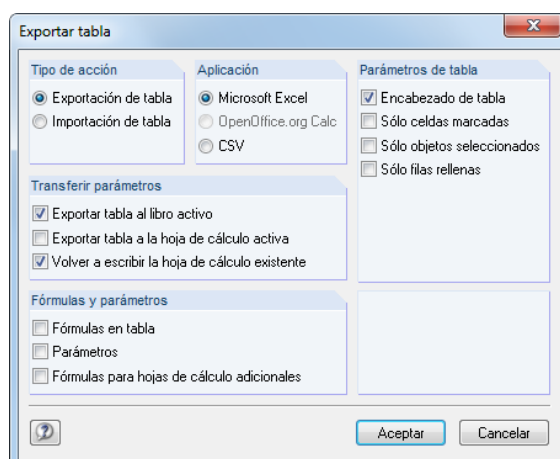 Exportar tabla
Tipo de acción
Exportación de tabla
Importación de tabla
Aplicación
Microsoft Excel
OpenOffice.org Calc
CSV
Parámetros de tabla
Encabezado de tabla
Sólo celdas marcadas
Sólo objetos seleccionados
Sólo filas rellenas
Transferir parámetros
Exportar tabla al libro activo
Exportar tabla a la hoja de cálculo activa
Volver a escribir la hoja de cálculo existente
Fórmulas y parámetros
Fórmulas en tabla
Parámetros
Fórmulas para hojas de cálculo adicionales
Aceptar
Cancelar